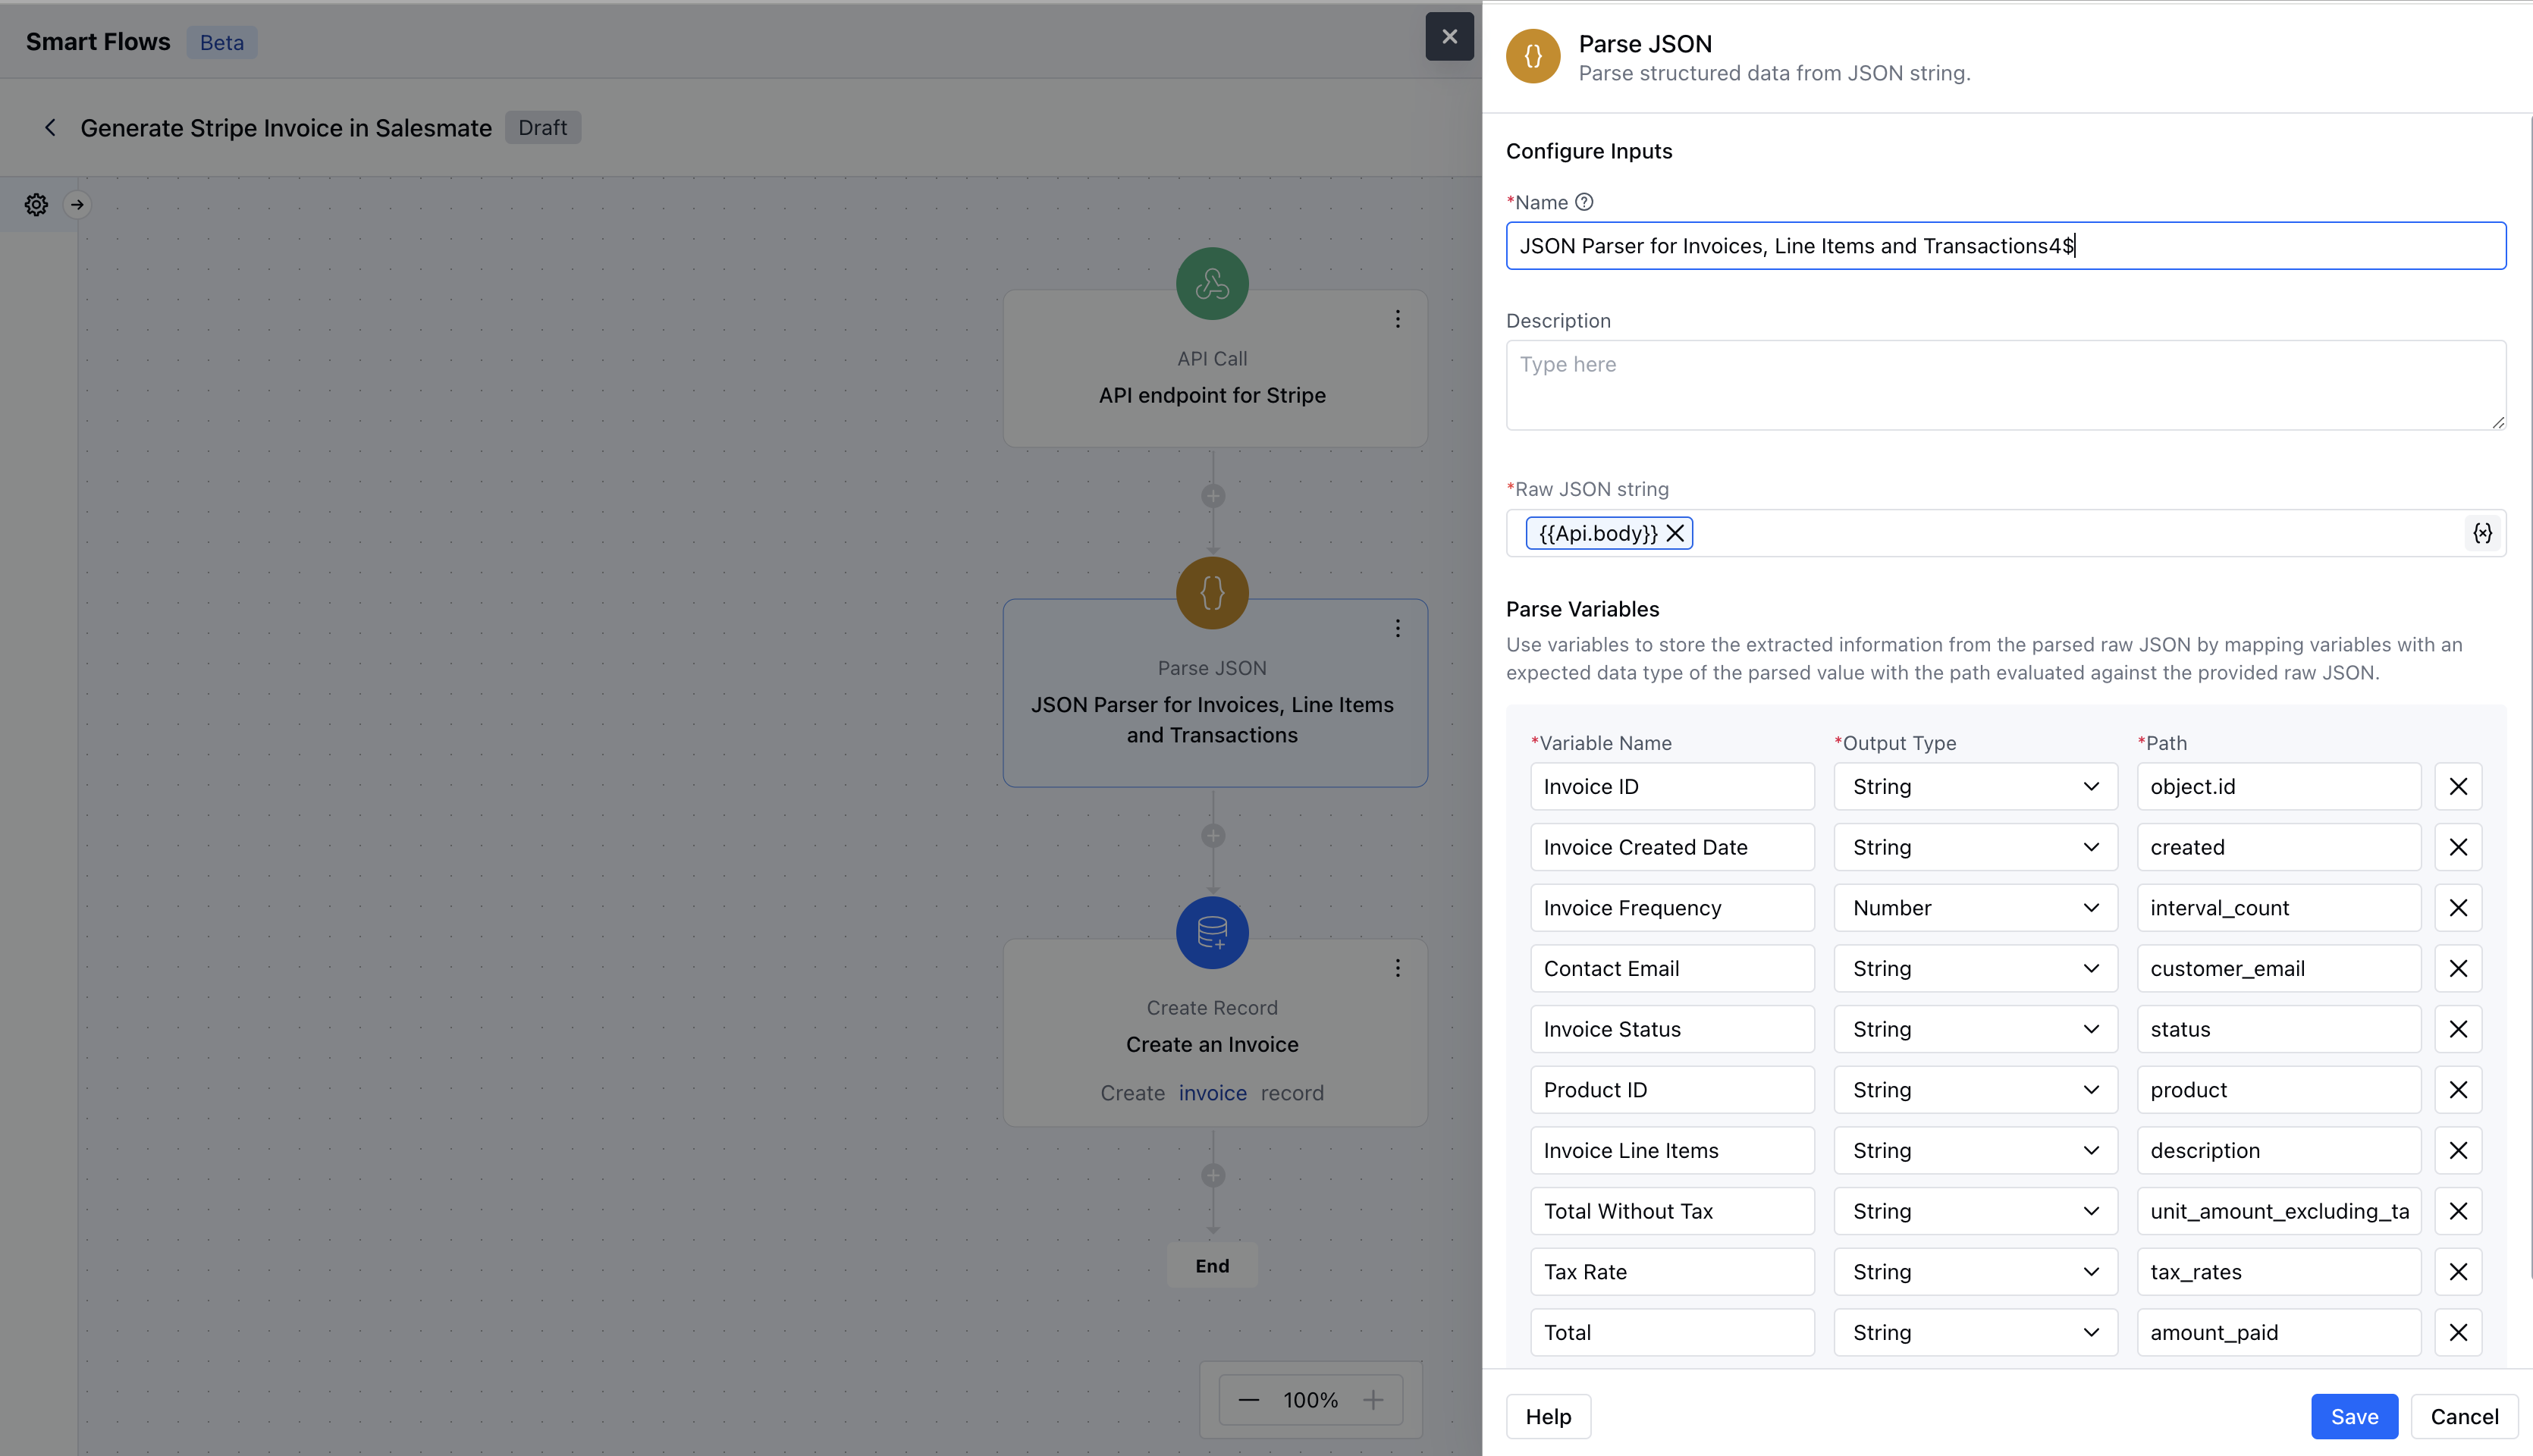 Smart Flows Beta
Generate Stripe Invoice in Salesmate Draft
API Call
API endpoint for Stripe
Parse JSON
JSON Parser for Invoices, Line Items
and Transactions
Create Record
Create an Invoice
Create invoice record
End
100%
{} Parse JSON
Parse structured data from JSON string.
Configure Inputs
*Name
JSON Parser for Invoices, Line Items and Transactions4$
Description
Type here
*Raw JSON string
{{Api.body}}
Parse Variables
Use variables to store the extracted information from the parsed raw JSON by mapping variables with an
expected data type of the parsed value with the path evaluated against the provided raw JSON.
*Variable Name *Output Type *Path
Invoice ID String object.id
Invoice Created Date String created
Invoice Frequency Number interval_count
Contact Email String customer_email
Invoice Status String status
Product ID String product
Invoice Line Items String description
Total Without Tax String unit_amount_excluding_ta
Tax Rate String tax_rates
Total String amount_paid
Help Save Cancel